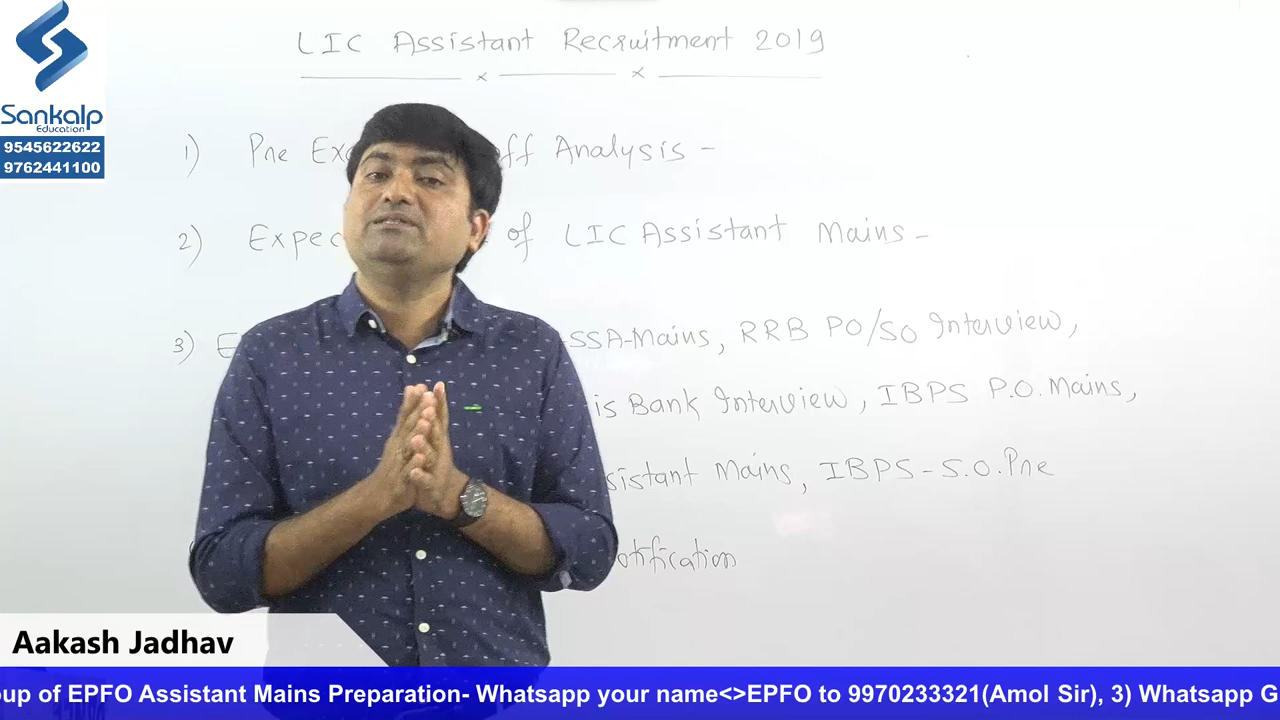 LIC Assistant Recruitment 2019
Sankalp
Education
9545622622
9762441100
1) Pre Ex off Analysis -
2) Expec of LIC Assistant Mains -
3) E SSA-Mains, RRB PO/SO Interview,
is Bank Interview, IBPS P.O. Mains,
sistant Mains, IBPS-S.O. Pre
otification
Aakash Jadhav
oup of EPFO Assistant Mains Preparation- Whatsapp your name<>EPFO to 9970233321(Amol Sir), 3) Whatsapp G